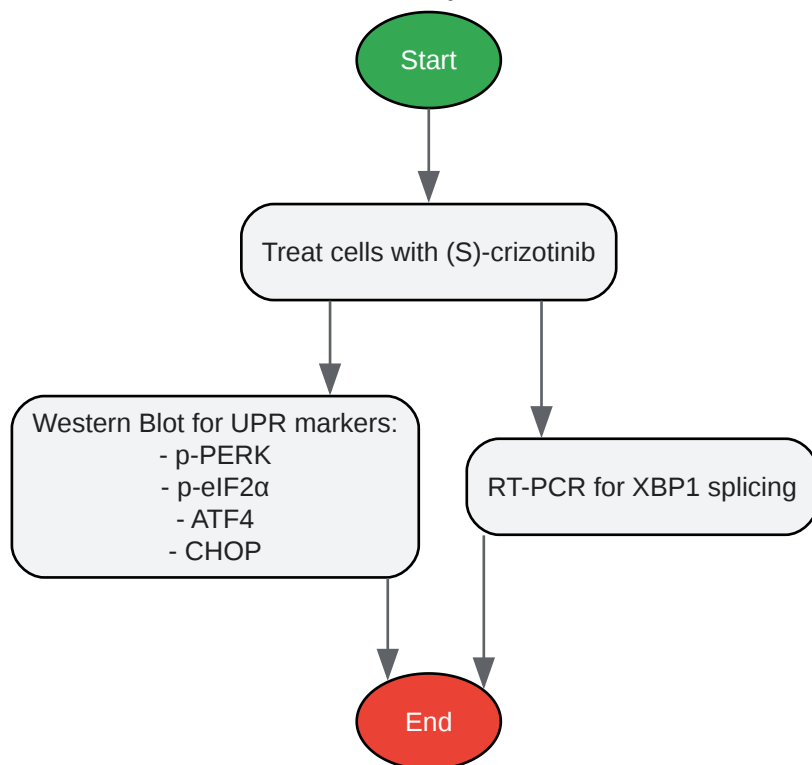 Start
Treat cells with (S)-crizotinib
Western Blot for UPR markers:
- p-PERK
- p-eIF2α
- ATF4
- CHOP
RT-PCR for XBP1 splicing
End